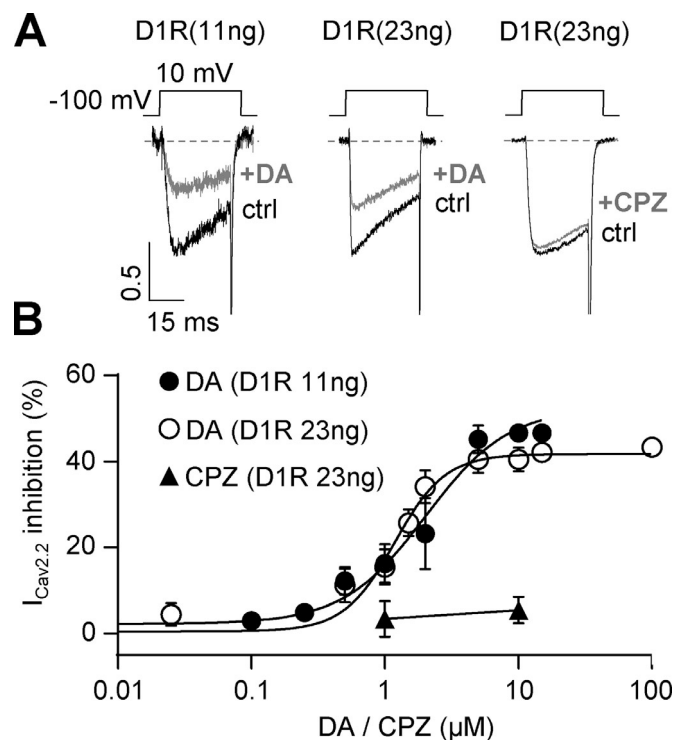 A
D1R(11ng) D1R(23ng) D1R(23ng)
10 mV
-100 mV
+DA +DA +CPZ
ctrl ctrl ctrl
0.5
15 ms
B
60
40
20
0
I Cav2.2 inhibition (%)
DA (D1R 11ng)
DA (D1R 23ng)
CPZ (D1R 23ng)
0.01 0.1 1 10 100
DA / CPZ (µM)